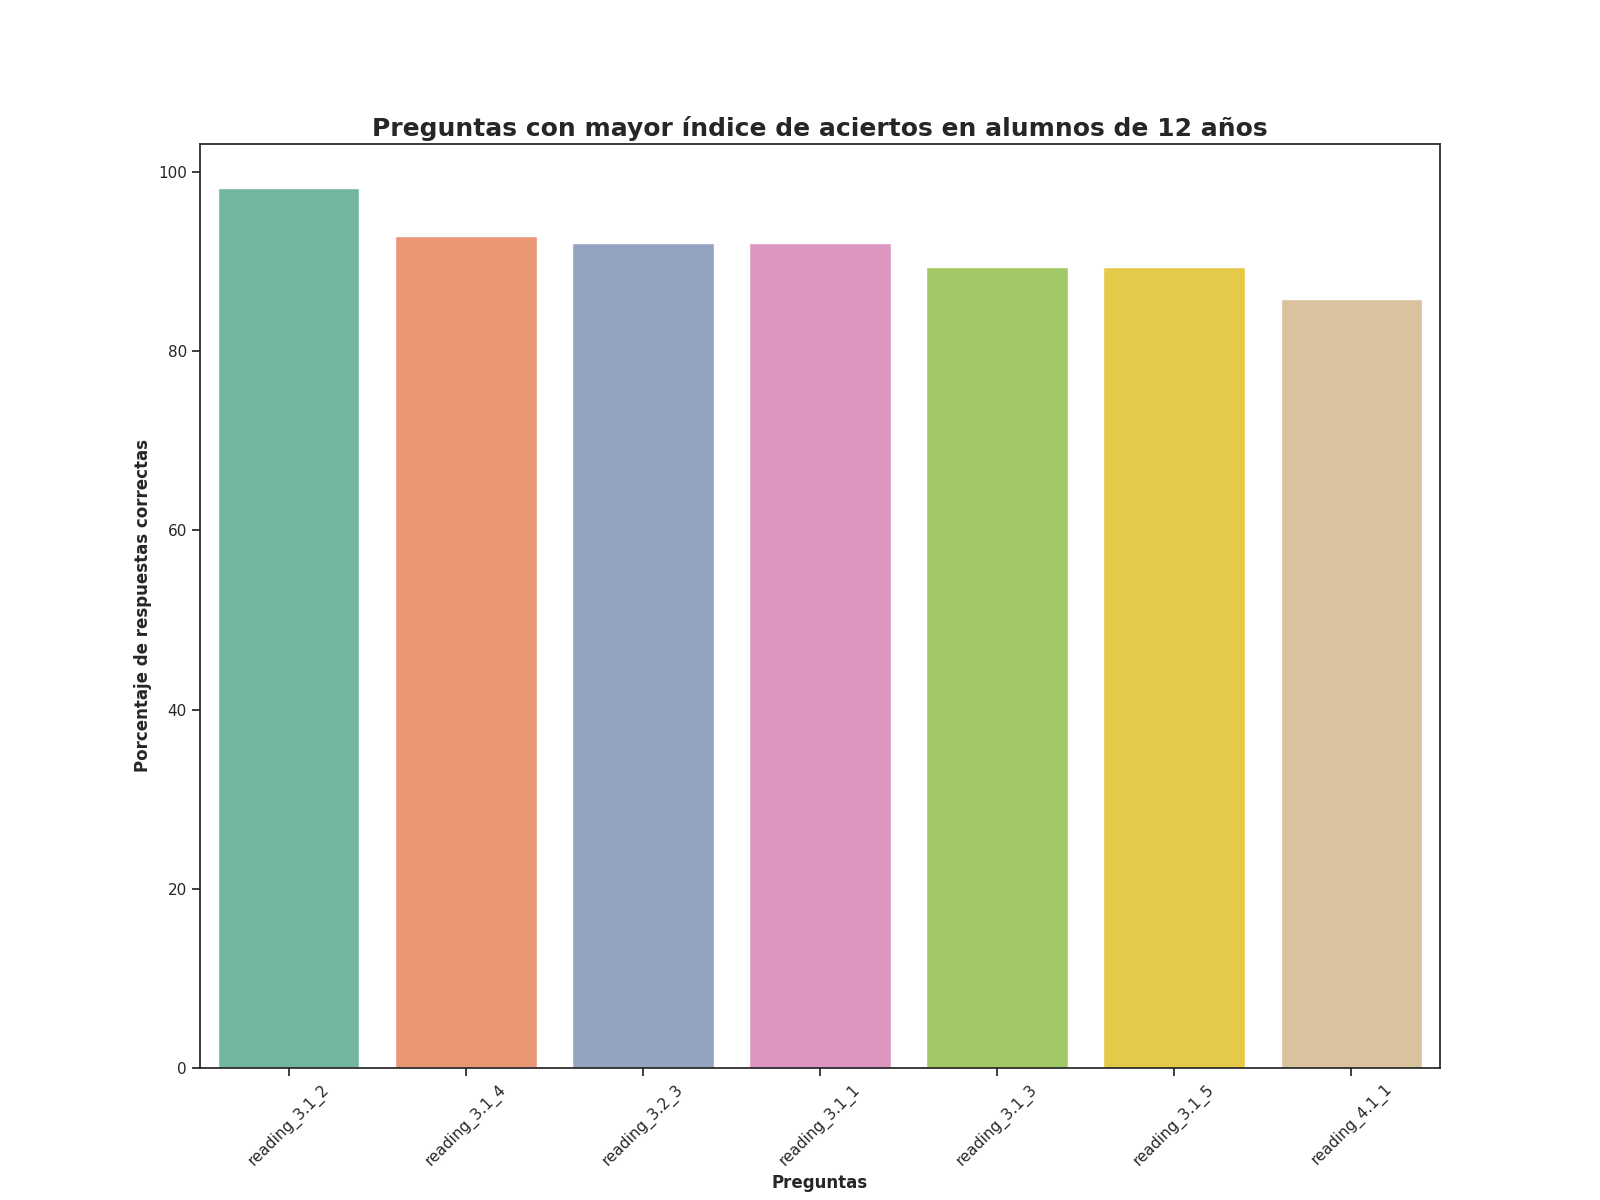 Preguntas con mayor índice de aciertos en alumnos de 12 años
100
80
60
40
20
0
Porcentaje de respuestas correctas
reading_3.1_2
reading_3.1_4
reading_3.2_3
reading_3.1_1
reading_3.1_3
reading_3.1_5
reading_4.1_1
Preguntas